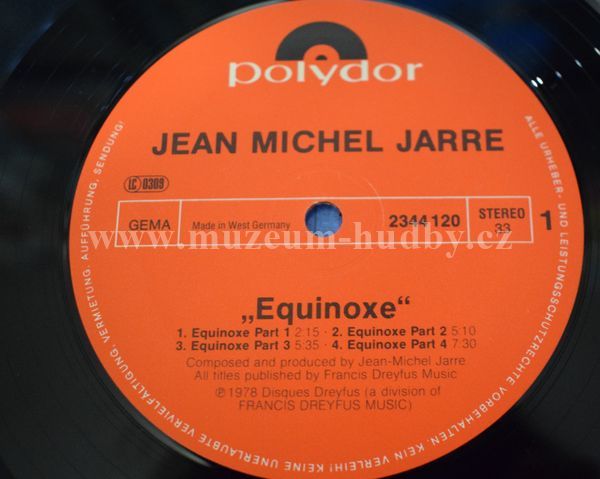 polydor
JEAN MICHEL JARRE
LC 0309
GEMA Made in West Germany 2344 120 STEREO 33 1
www.muzeum-hudby.cz
„Equinoxe“
1. Equinoxe Part 1 2:15 · 2. Equinoxe Part 2 5:10
3. Equinoxe Part 3 5:35 · 4. Equinoxe Part 4 7:30
Composed and produced by Jean-Michel Jarre
All titles published by Francis Dreyfus Music
℗ 1978 Disques Dreyfus (a division of
FRANCIS DREYFUS MUSIC)
ALLE URHEBER- UND LEISTUNGSSCHUTZRECHTE VORBEHALTEN. KEIN VERLEIH! KEINE UNERLAUBTE VERVIELFÄLTIGUNG, VERMIETUNG, AUFFÜHRUNG, SENDUNG!